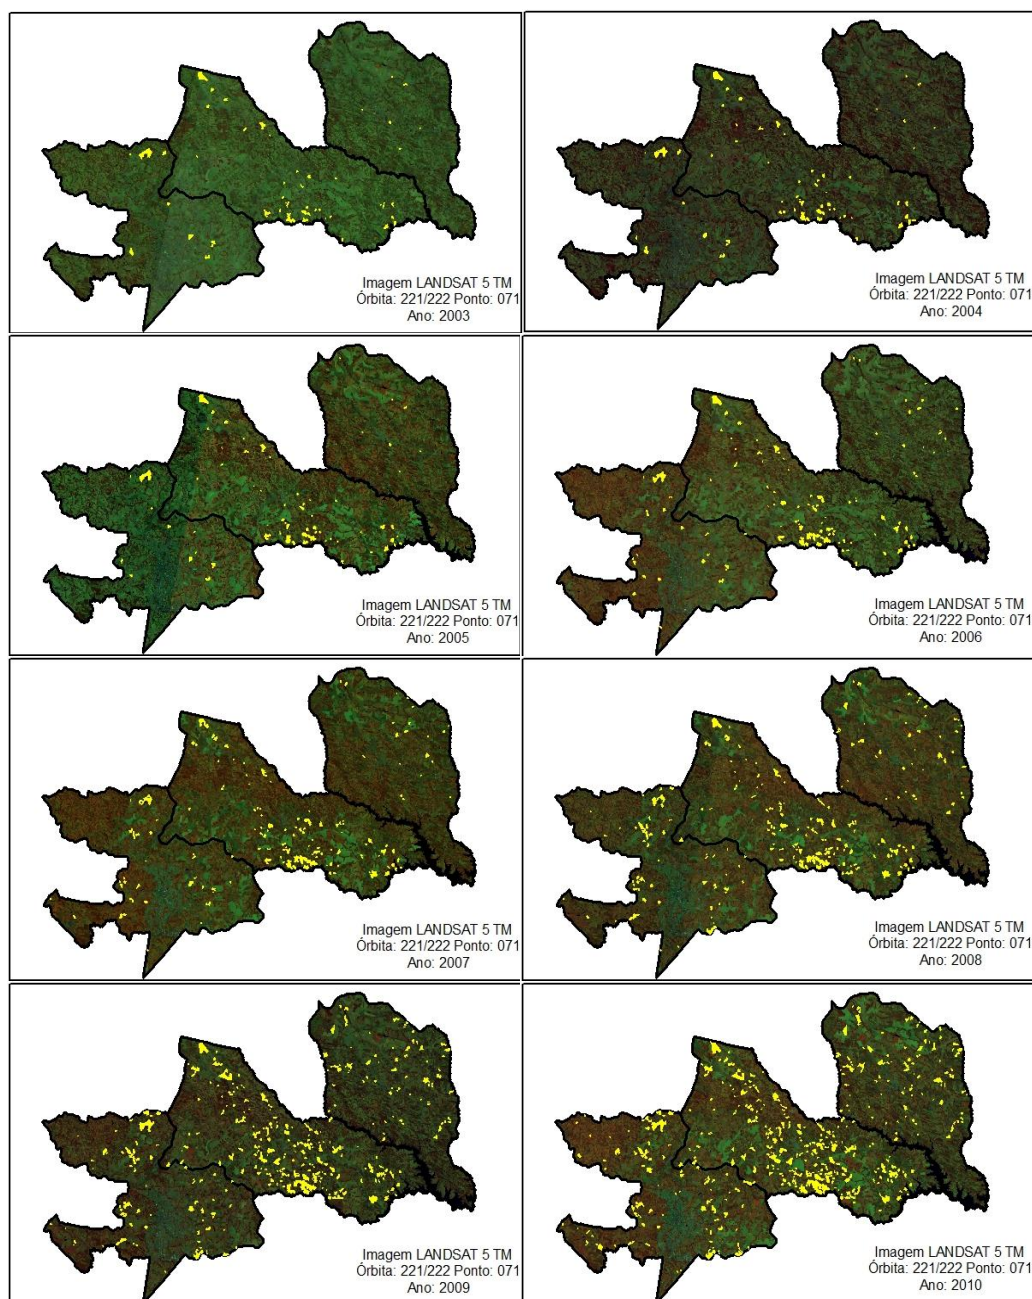 Imagem LANDSAT 5 TM
Órbita: 221/222 Ponto: 071
Ano: 2003
Imagem LANDSAT 5 TM
Órbita: 221/222 Ponto: 071
Ano: 2004
Imagem LANDSAT 5 TM
Órbita: 221/222 Ponto: 071
Ano: 2005
Imagem LANDSAT 5 TM
Órbita: 221/222 Ponto: 071
Ano: 2006
Imagem LANDSAT 5 TM
Órbita: 221/222 Ponto: 071
Ano: 2007
Imagem LANDSAT 5 TM
Órbita: 221/222 Ponto: 071
Ano: 2008
Imagem LANDSAT 5 TM
Órbita: 221/222 Ponto: 071
Ano: 2009
Imagem LANDSAT 5 TM
Órbita: 221/222 Ponto: 071
Ano: 2010